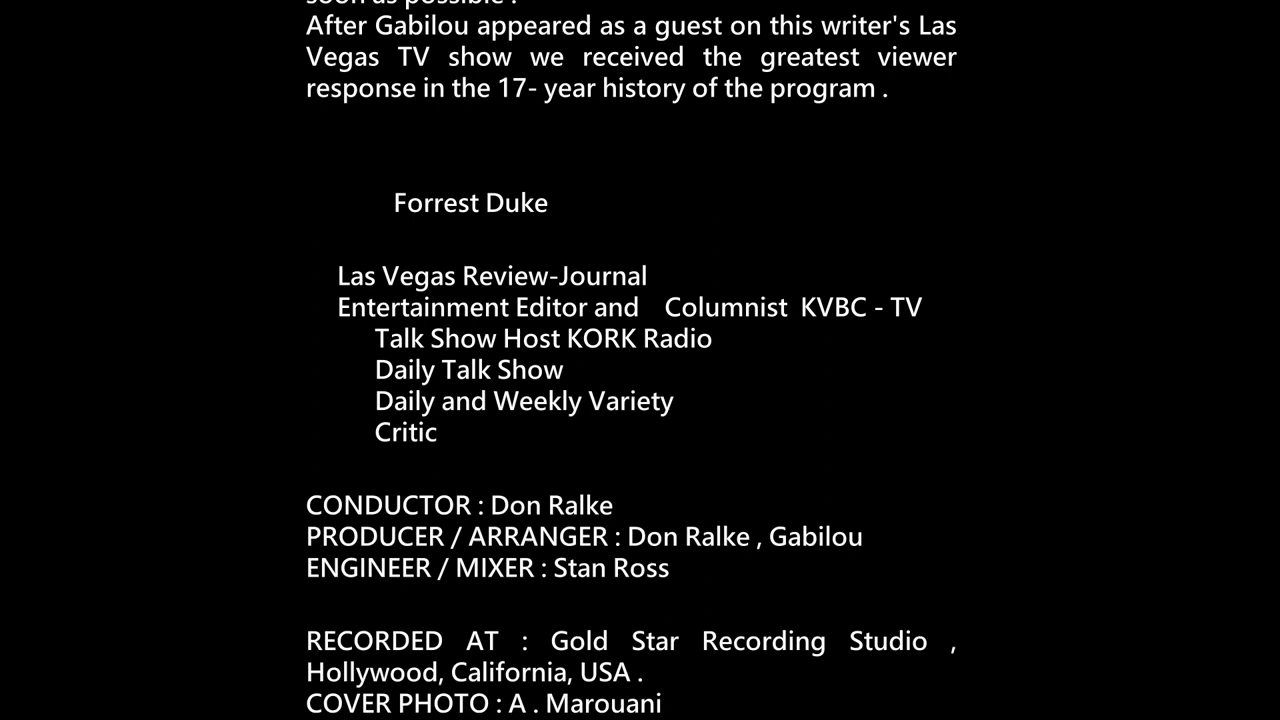 soon as possible .
After Gabilou appeared as a guest on this writer's Las
Vegas TV show we received the greatest viewer
response in the 17- year history of the program .
Forrest Duke
Las Vegas Review-Journal
Entertainment Editor and Columnist KVBC - TV
Talk Show Host KORK Radio
Daily Talk Show
Daily and Weekly Variety
Critic
CONDUCTOR : Don Ralke
PRODUCER / ARRANGER : Don Ralke , Gabilou
ENGINEER / MIXER : Stan Ross
RECORDED AT : Gold Star Recording Studio ,
Hollywood, California, USA .
COVER PHOTO : A . Marouani